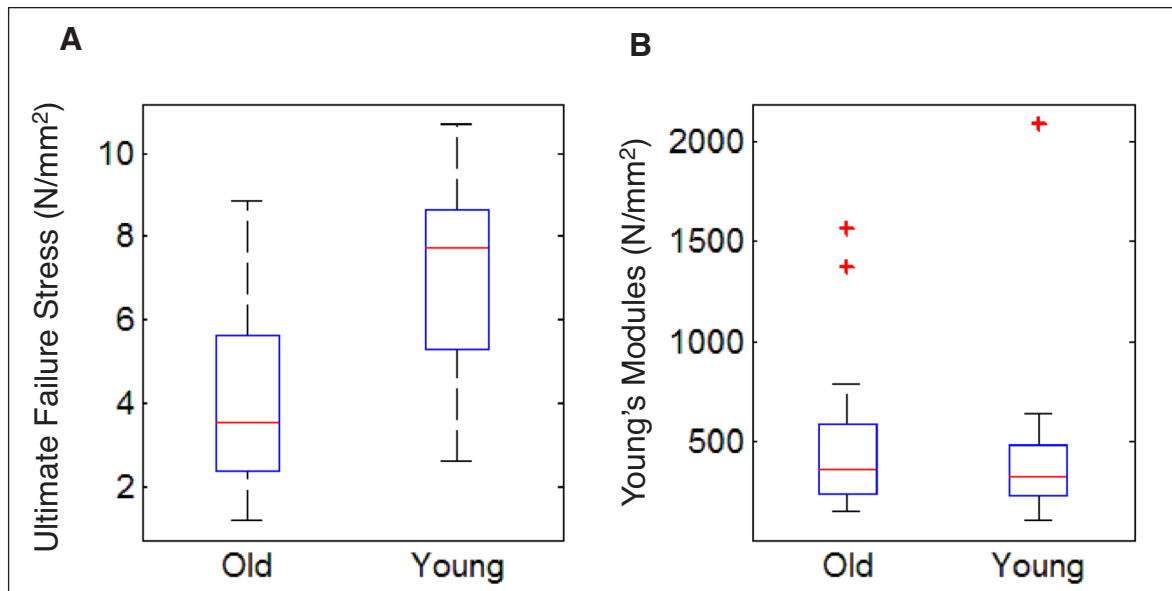 A
Ultimate Failure Stress (N/mm²)
10
8
6
4
2
Old Young
B
Young's Modules (N/mm²)
2000
1500
1000
500
Old Young